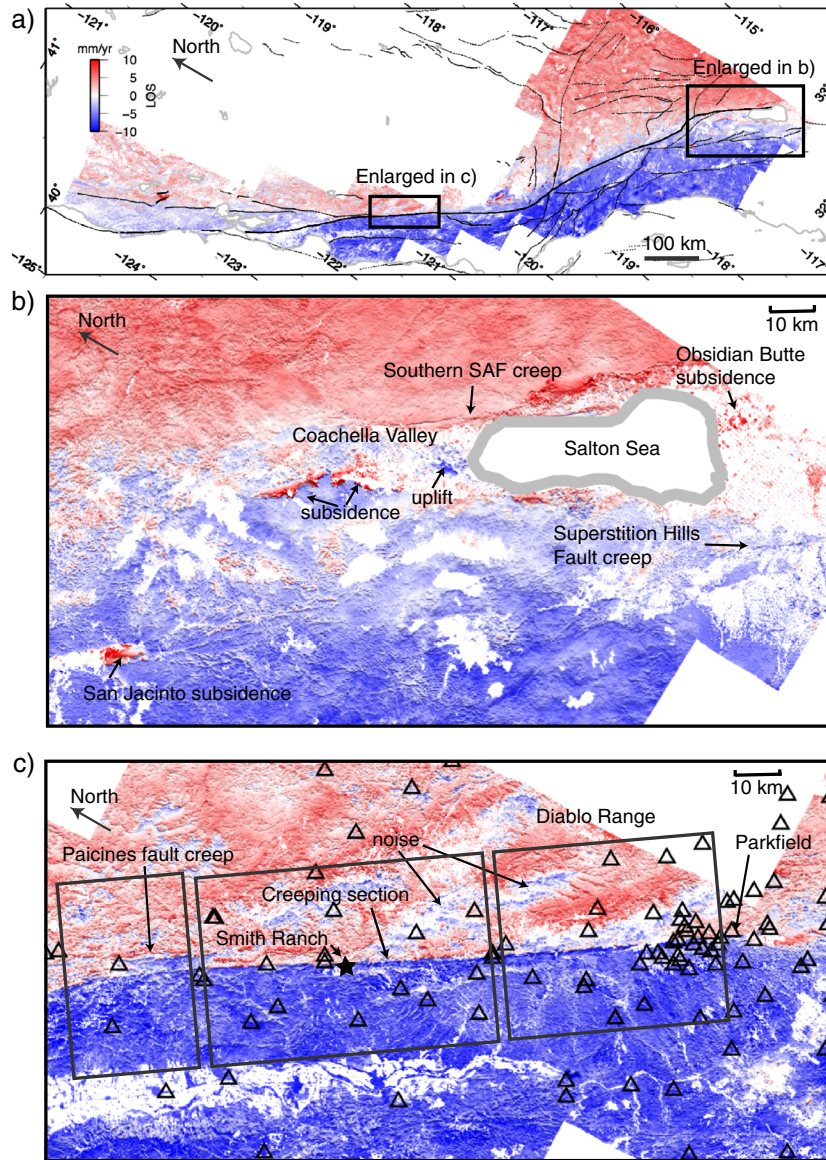 a)
-121°
-120°
-119°
-118°
-117°
-116°
-115°
41°
North
mm/yr
10
5
0
-5
-10
LOS
Enlarged in b)
33°
Enlarged in c)
40°
32°
100 km
-125°
-124°
-123°
-122°
-121°
-120°
-119°
-118°
-117°
b)
North
10 km
Southern SAF creep
Obsidian Butte
subsidence
Coachella Valley
Salton Sea
uplift
subsidence
Superstition Hills
Fault creep
San Jacinto subsidence
c)
North
10 km
Diablo Range
Paicines fault creep
noise
Parkfield
Creeping section
Smith Ranch